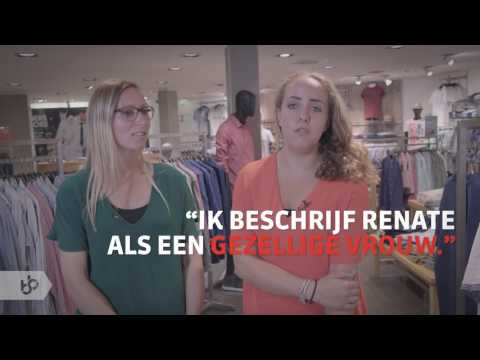 “IK BESCHRIJF RENATE
ALS EEN GEZELLIGE VROUW.”